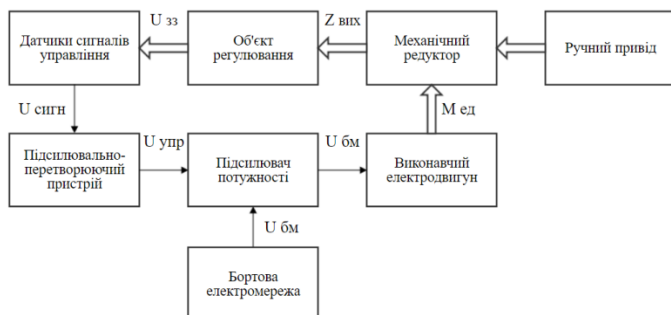 U зз
Z вих
Датчики сигналів
управління
Об'єкт
регулювання
Механічний
редуктор
Ручний привід
U сигн
М ед
U упр
U бм
Підсилювально-
перетворюючий
пристрій
Підсилювач
потужності
Виконавчий
електродвигун
U бм
Бортова
електромережа